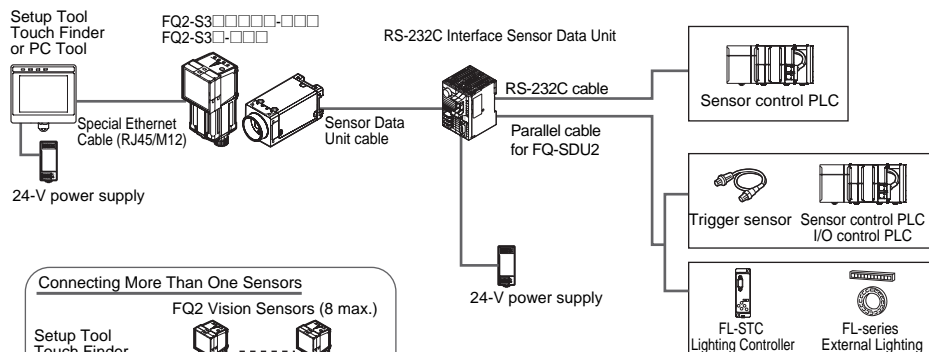 Setup Tool
Touch Finder
or PC Tool
FQ2-S3□□□□□-□□□
FQ2-S3□-□□□
RS-232C Interface Sensor Data Unit
RS-232C cable
Sensor control PLC
Special Ethernet
Cable (RJ45/M12)
Sensor Data
Unit cable
Parallel cable
for FQ-SDU2
24-V power supply
Trigger sensor
Sensor control PLC
I/O control PLC
24-V power supply
Connecting More Than One Sensors
FQ2 Vision Sensors (8 max.)
Setup Tool
Touch Finder
FL-STC
Lighting Controller
FL-series
External Lighting